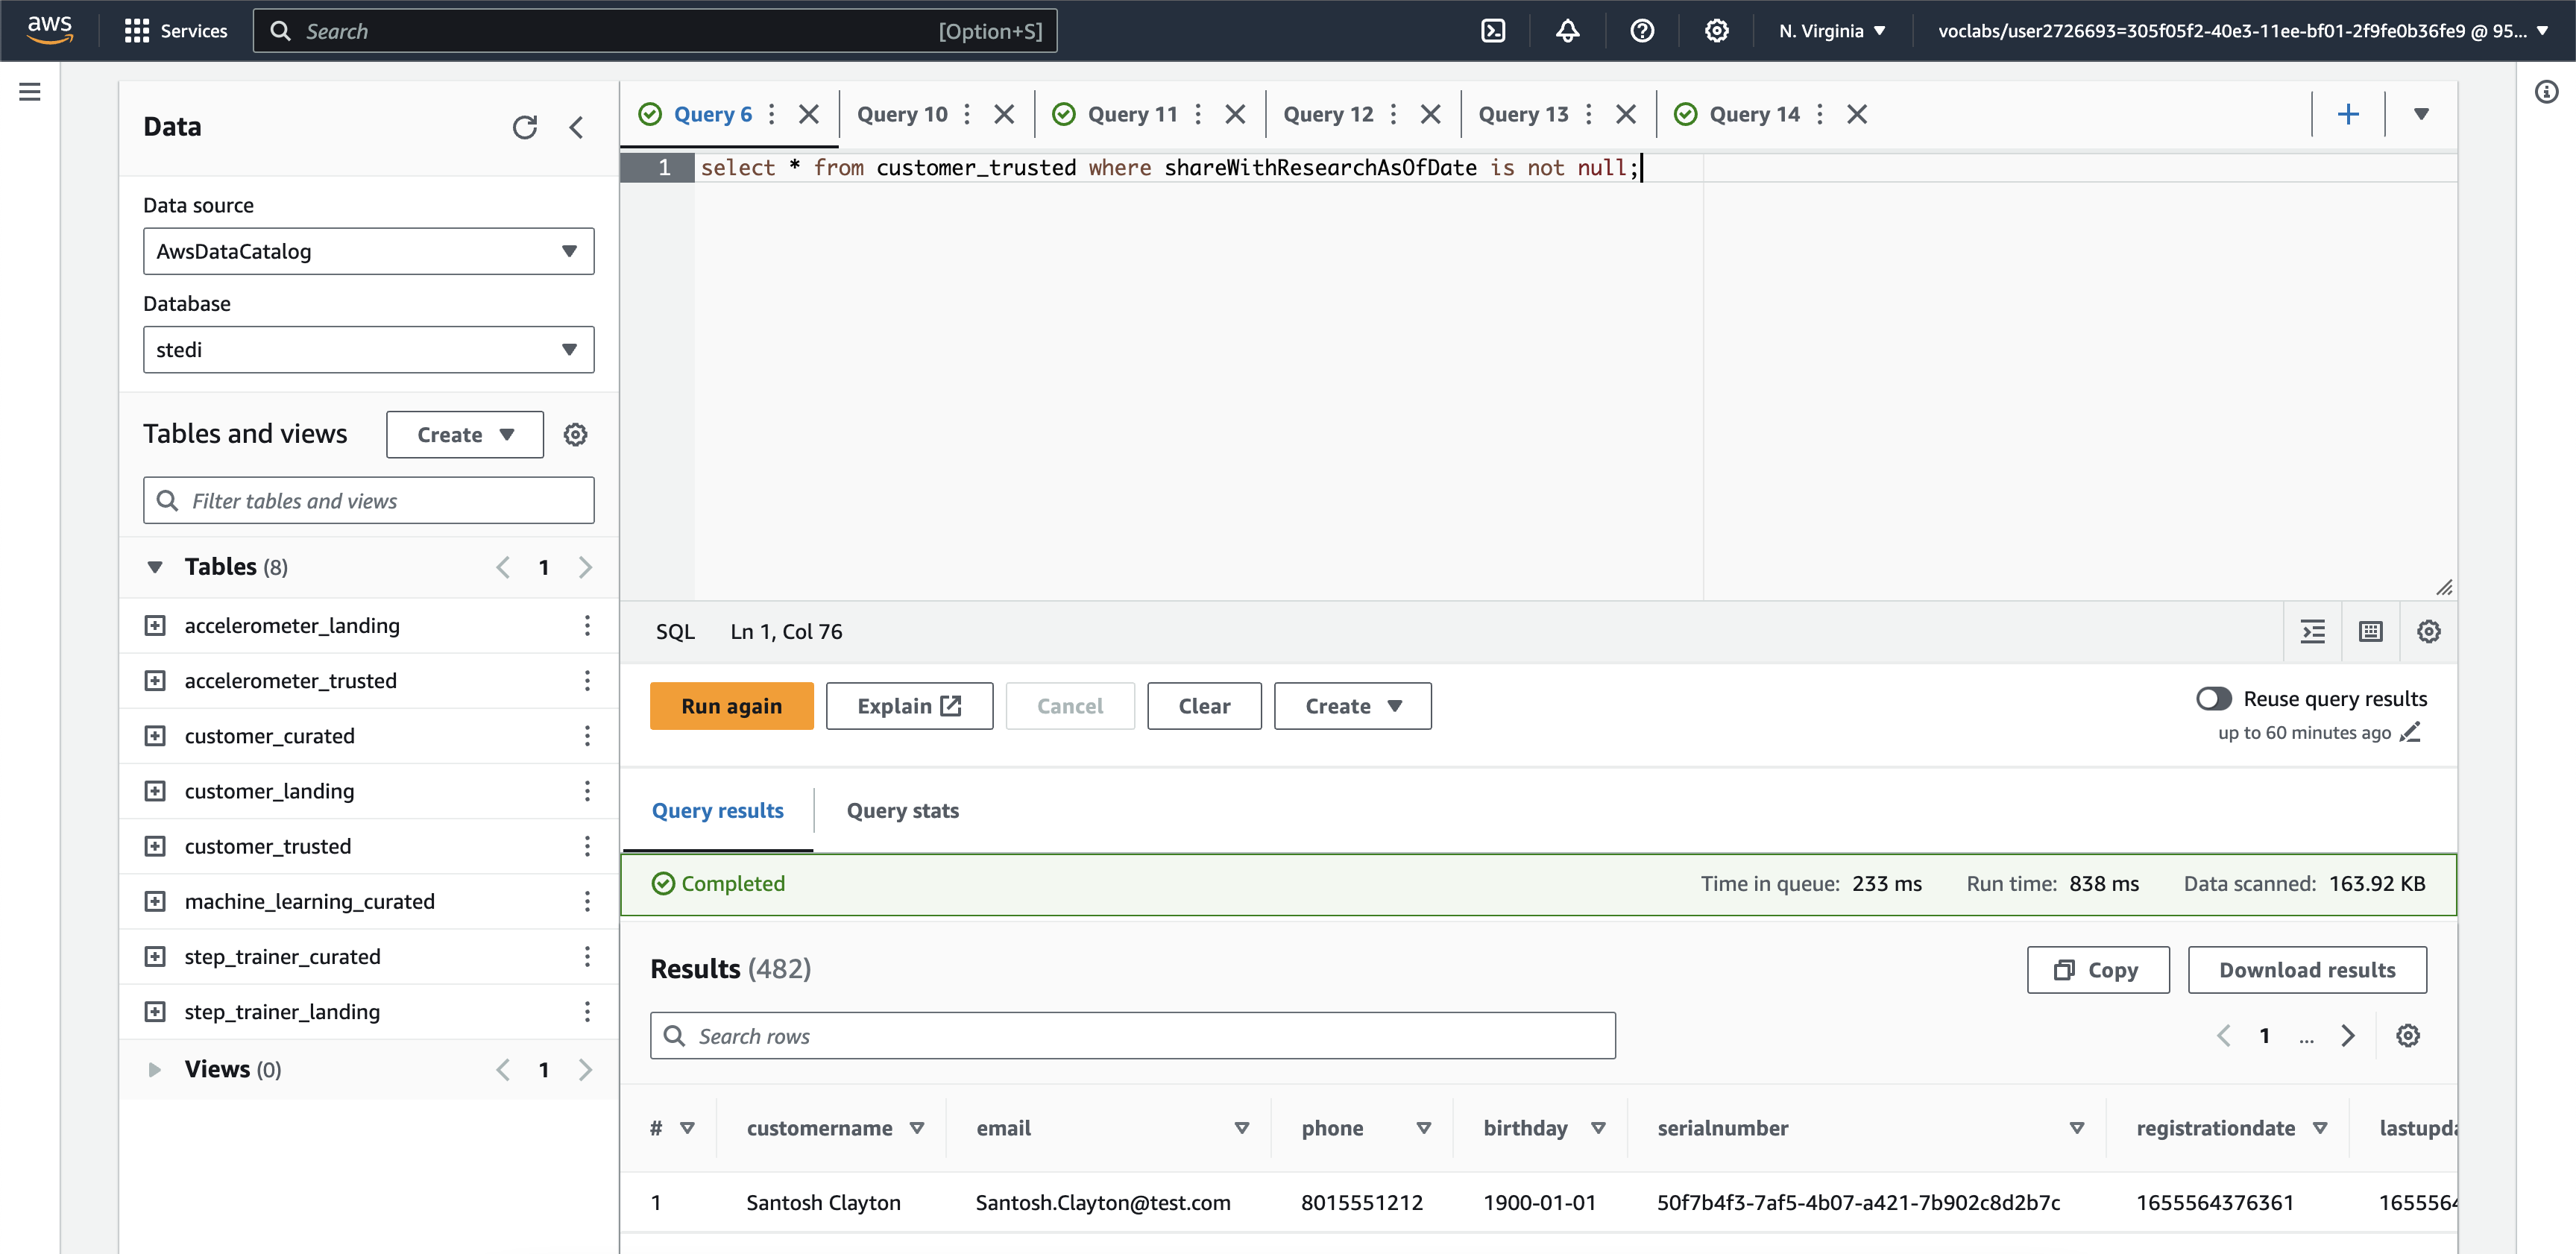 aws
Services
Search
[Option+S]
N. Virginia
voclabs/user2726693=305f05f2-40e3-11ee-bf01-2f9fe0b36fe9 @ 95...
Data
Data source
AwsDataCatalog
Database
stedi
Tables and views
Create
Filter tables and views
Tables (8)
1
accelerometer_landing
accelerometer_trusted
customer_curated
customer_landing
customer_trusted
machine_learning_curated
step_trainer_curated
step_trainer_landing
Views (0)
1
Query 6
Query 10
Query 11
Query 12
Query 13
Query 14
1 select * from customer_trusted where shareWithResearchAsOfDate is not null;
SQL Ln 1, Col 76
Run again
Explain
Cancel
Clear
Create
Reuse query results
up to 60 minutes ago
Query results
Query stats
Completed
Time in queue: 233 ms Run time: 838 ms Data scanned: 163.92 KB
Results (482)
Copy
Download results
Search rows
1 ...
# customername email phone birthday serialnumber registrationdate lastupda
1 Santosh Clayton Santosh.Clayton@test.com 8015551212 1900-01-01 50f7b4f3-7af5-4b07-a421-7b902c8d2b7c 1655564376361 1655564